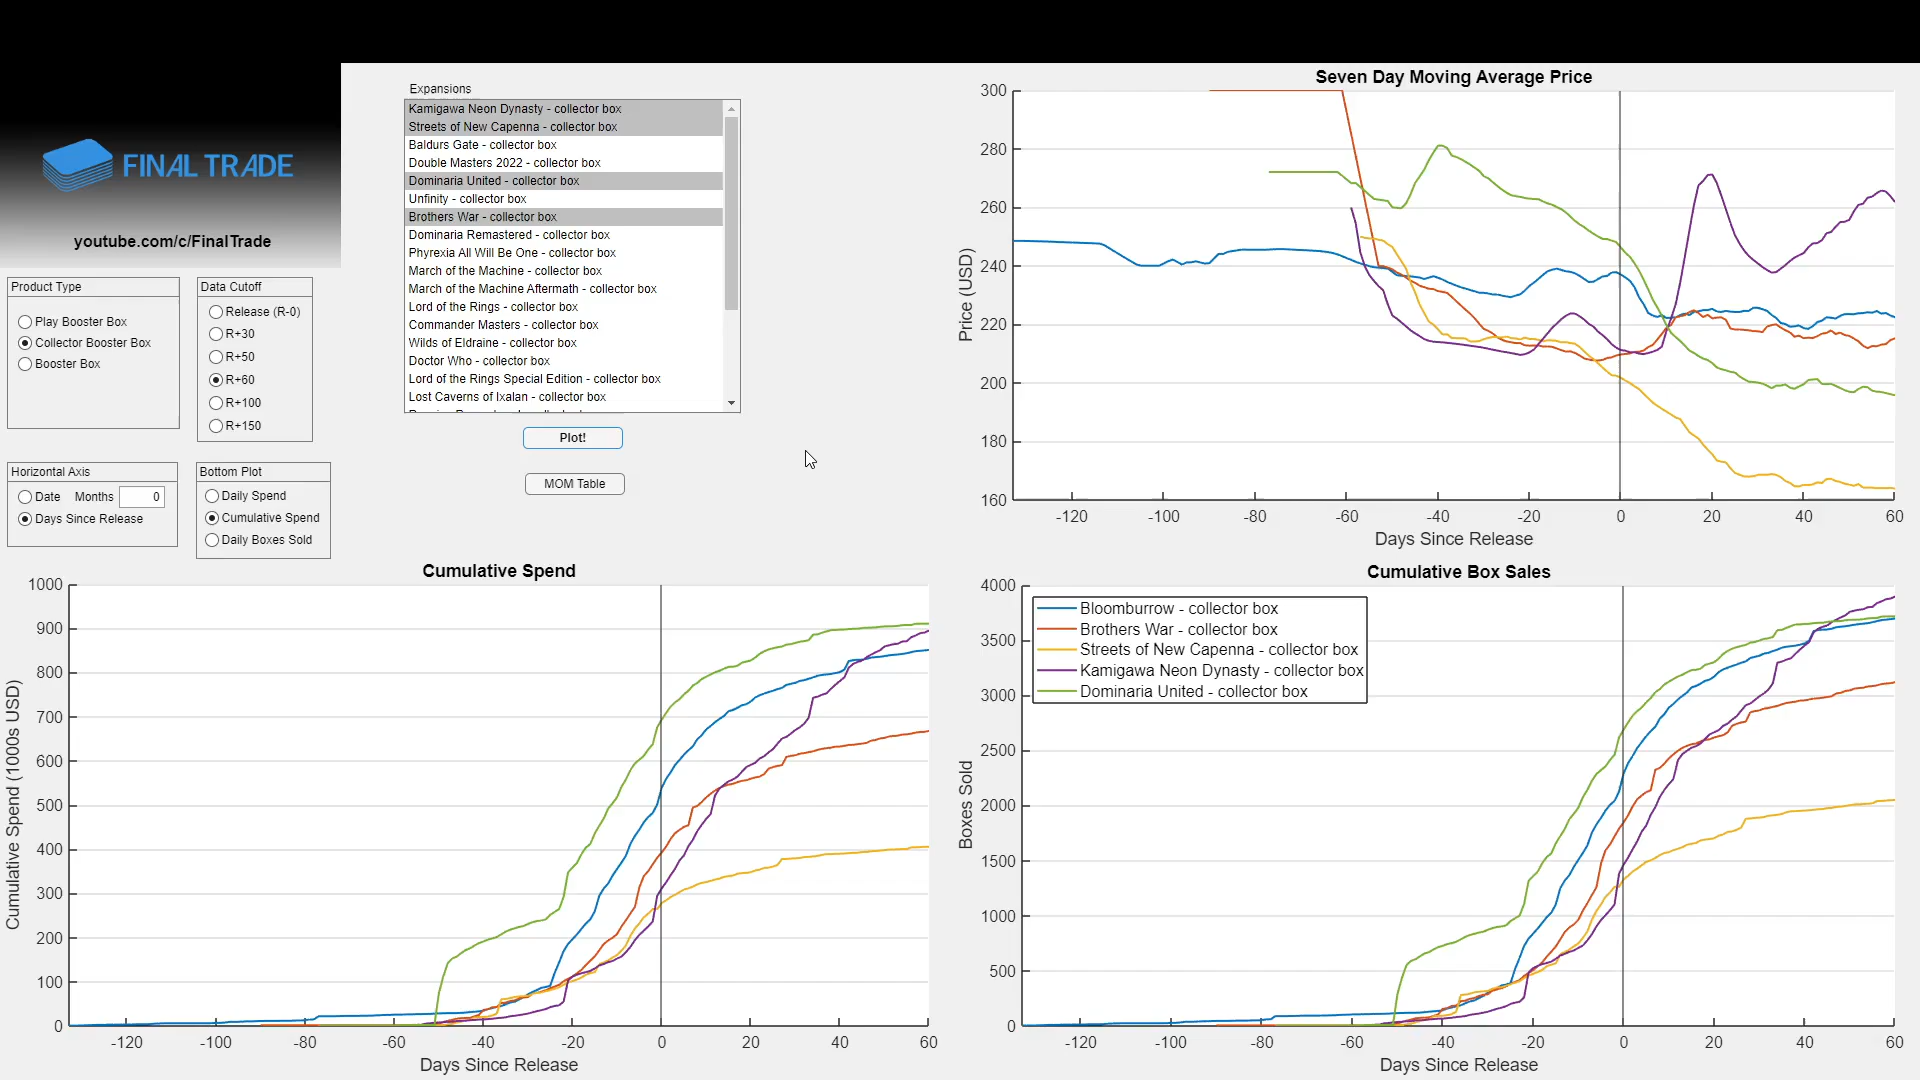 FINAL TRADE
youtube.com/c/FinalTrade
Product Type
Play Booster Box
Collector Booster Box
Booster Box
Data Cutoff
Release (R-0)
R+30
R+50
R+60
R+100
R+150
Horizontal Axis
Date Months 0
Days Since Release
Bottom Plot
Daily Spend
Cumulative Spend
Daily Boxes Sold
Expansions
Kamigawa Neon Dynasty - collector box
Streets of New Capenna - collector box
Baldurs Gate - collector box
Double Masters 2022 - collector box
Dominaria United - collector box
Unfinity - collector box
Brothers War - collector box
Dominaria Remastered - collector box
Phyrexia All Will Be One - collector box
March of the Machine - collector box
March of the Machine Aftermath - collector box
Lord of the Rings - collector box
Commander Masters - collector box
Wilds of Eldraine - collector box
Doctor Who - collector box
Lord of the Rings Special Edition - collector box
Lost Caverns of Ixalan - collector box
Plot!
MOM Table
Seven Day Moving Average Price
Price (USD)
300
280
260
240
220
200
180
160
-120 -100 -80 -60 -40 -20 0 20 40 60
Days Since Release
Cumulative Spend
Cumulative Spend (1000s USD)
1000
900
800
700
600
500
400
300
200
100
0
-120 -100 -80 -60 -40 -20 0 20 40 60
Days Since Release
Cumulative Box Sales
Boxes Sold
4000
3500
3000
2500
2000
1500
1000
500
0
Bloomburrow - collector box
Brothers War - collector box
Streets of New Capenna - collector box
Kamigawa Neon Dynasty - collector box
Dominaria United - collector box
-120 -100 -80 -60 -40 -20 0 20 40 60
Days Since Release